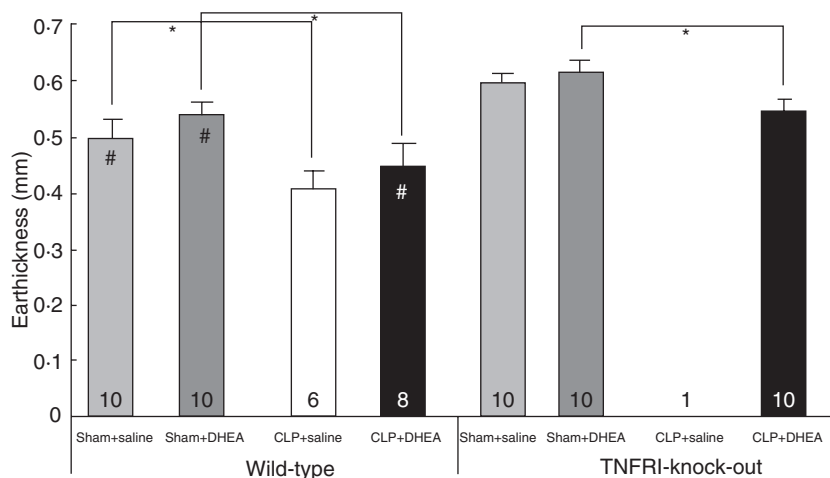 0·7
0·6
0·5
0·4
0·3
0·2
0·1
0
Earthickness (mm)
* * *
# # #
10 10 6 8 10 10 1 10
Sham+saline Sham+DHEA CLP+saline CLP+DHEA Sham+saline Sham+DHEA CLP+saline CLP+DHEA
Wild-type TNFRI-knock-out